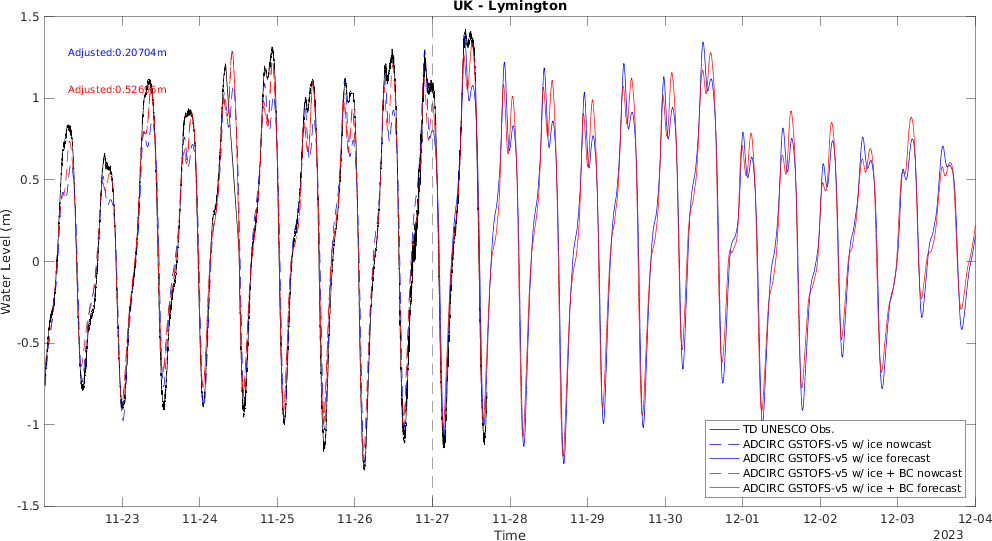 UK - Lymington
Water Level (m)
1.5
1
0.5
0
-0.5
-1
-1.5
Adjusted:0.20704m
Adjusted:0.52695m
TD UNESCO Obs.
ADCIRC GSTOFS-v5 w/ ice nowcast
ADCIRC GSTOFS-v5 w/ ice forecast
ADCIRC GSTOFS-v5 w/ ice + BC nowcast
ADCIRC GSTOFS-v5 w/ ice + BC forecast
11-23 11-24 11-25 11-26 11-27 11-28 11-29 11-30 12-01 12-02 12-03 12-04
Time
2023